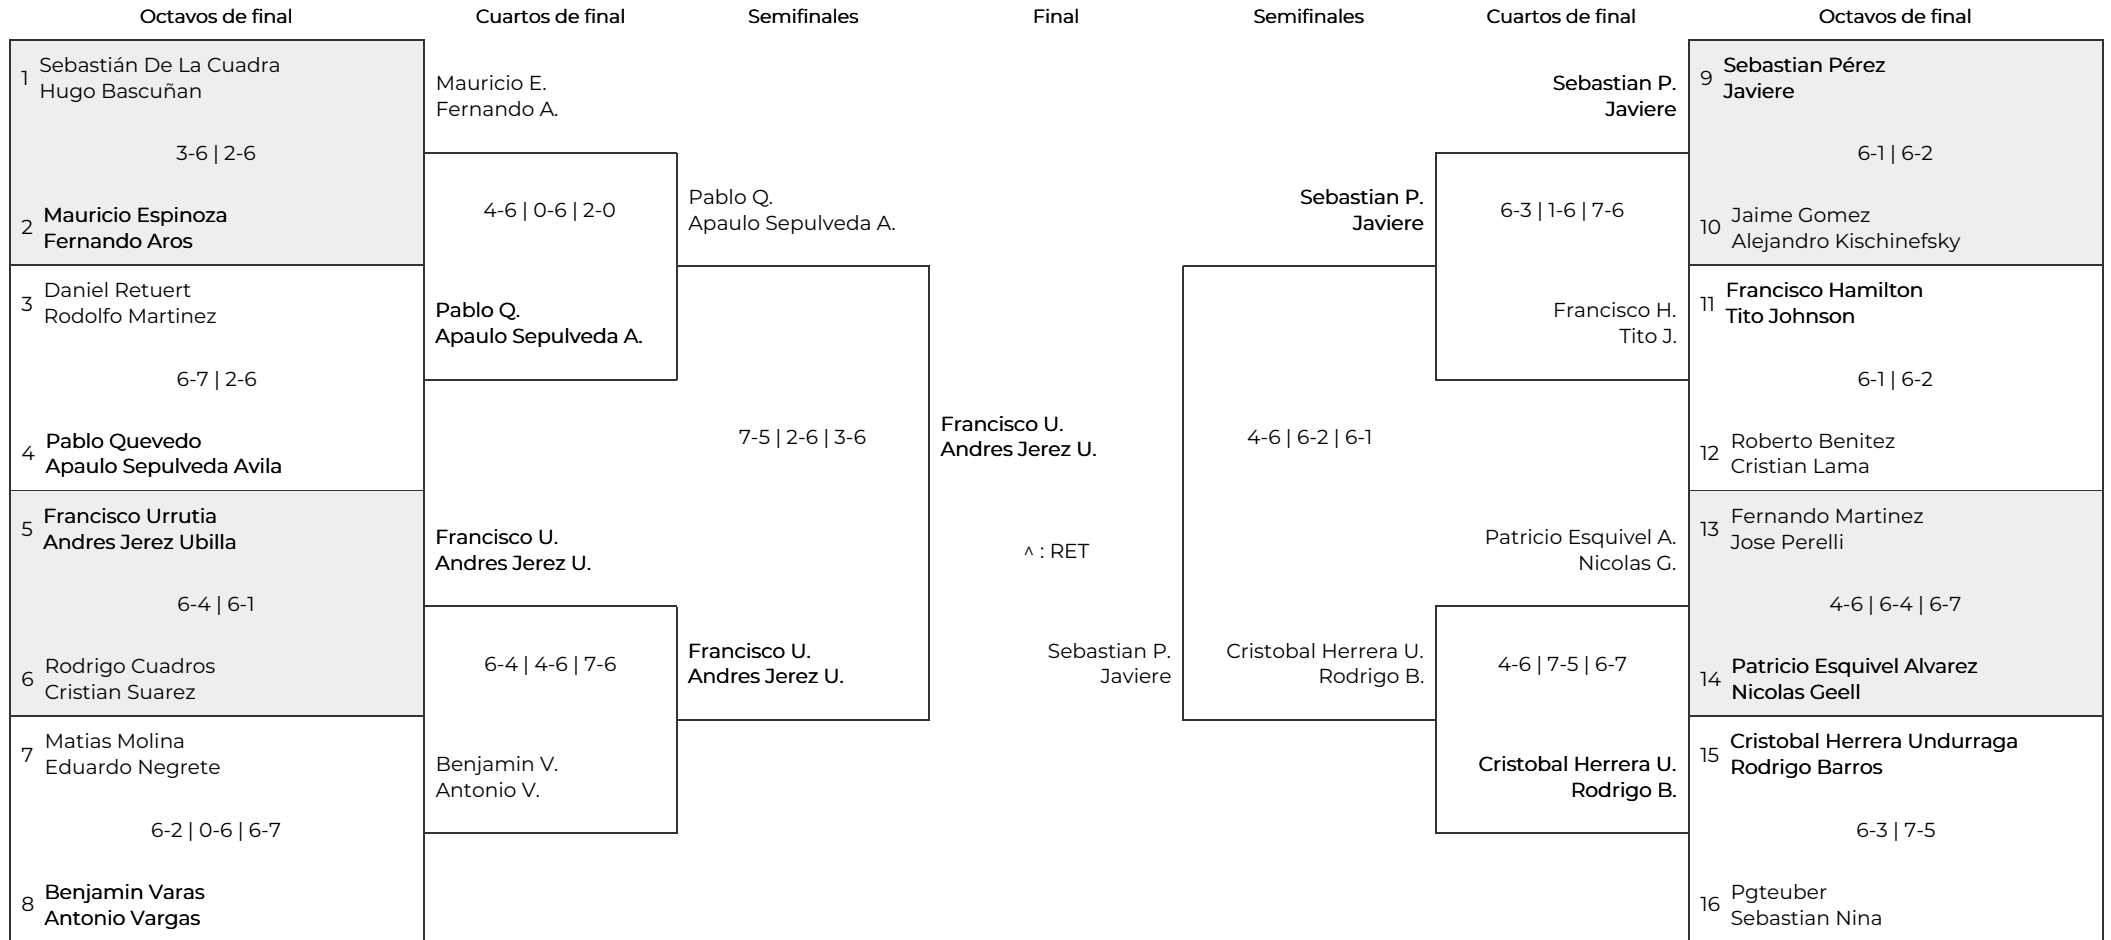 Octavos de final
Cuartos de final
Semifinales
Final
Semifinales
Cuartos de final
Octavos de final
1
Sebastián De La Cuadra
Hugo Bascuñan
3-6 | 2-6
2
Mauricio Espinoza
Fernando Aros
3
Daniel Retuert
Rodolfo Martinez
6-7 | 2-6
4
Pablo Quevedo
Apaulo Sepulveda Avila
5
Francisco Urrutia
Andres Jerez Ubilla
6-4 | 6-1
6
Rodrigo Cuadros
Cristian Suarez
7
Matias Molina
Eduardo Negrete
6-2 | 0-6 | 6-7
8
Benjamin Varas
Antonio Vargas
Mauricio E.
Fernando A.
4-6 | 0-6 | 2-0
Pablo Q.
Apaulo Sepulveda A.
Francisco U.
Andres Jerez U.
6-4 | 4-6 | 7-6
Benjamin V.
Antonio V.
Pablo Q.
Apaulo Sepulveda A.
7-5 | 2-6 | 3-6
Francisco U.
Andres Jerez U.
Francisco U.
Andres Jerez U.
^ : RET
Sebastian P.
Javiere
Sebastian P.
Javiere
4-6 | 6-2 | 6-1
Cristobal Herrera U.
Rodrigo B.
Sebastian P.
Javiere
6-3 | 1-6 | 7-6
Francisco H.
Tito J.
Patricio Esquivel A.
Nicolas G.
4-6 | 7-5 | 6-7
Cristobal Herrera U.
Rodrigo B.
9
Sebastian Pérez
Javiere
6-1 | 6-2
10
Jaime Gomez
Alejandro Kischinefsky
11
Francisco Hamilton
Tito Johnson
6-1 | 6-2
12
Roberto Benitez
Cristian Lama
13
Fernando Martinez
Jose Perelli
4-6 | 6-4 | 6-7
14
Patricio Esquivel Alvarez
Nicolas Geell
15
Cristobal Herrera Undurraga
Rodrigo Barros
6-3 | 7-5
16
Pgteuber
Sebastian Nina